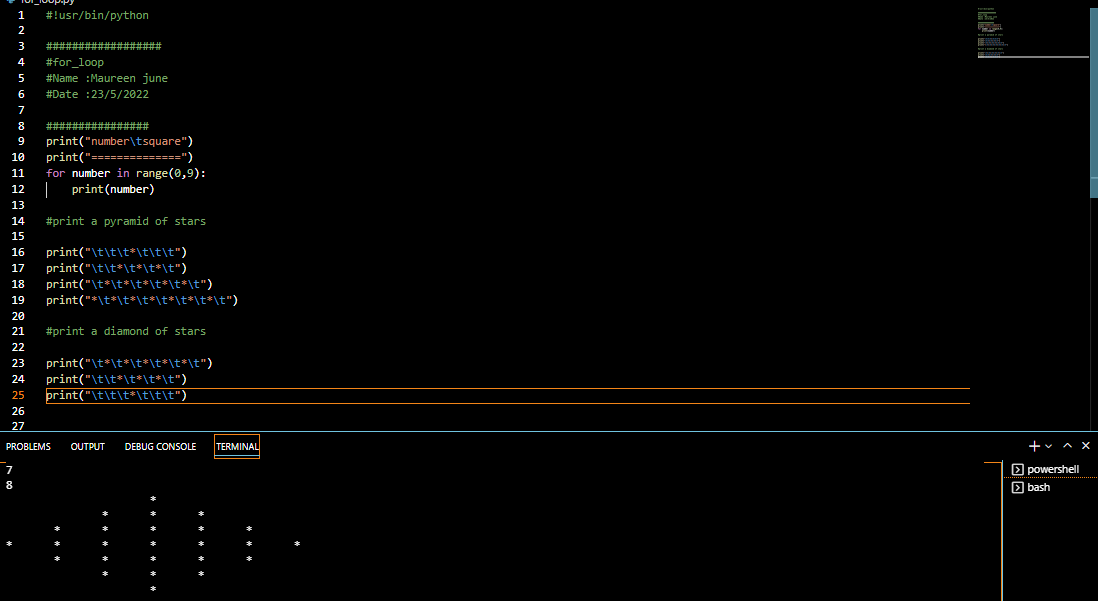 for_loop.py
1 #!usr/bin/python
2
3 ##################
4 #for_loop
5 #Name :Maureen june
6 #Date :23/5/2022
7
8 ################
9 print("number\tsquare")
10 print("==============")
11 for number in range(0,9):
12     print(number)
13
14 #print a pyramid of stars
15
16 print("\t\t\t*\t\t\t")
17 print("\t\t*\t*\t*\t")
18 print("\t*\t*\t*\t*\t*\t")
19 print("*\t*\t*\t*\t*\t*\t*\t")
20
21 #print a diamond of stars
22
23 print("\t*\t*\t*\t*\t*\t")
24 print("\t\t*\t*\t*\t")
25 print("\t\t\t*\t\t\t")
26
27
PROBLEMS OUTPUT DEBUG CONSOLE TERMINAL
7
8
                        *
                *       *       *
        *       *       *       *       *
*       *       *       *       *       *       *
        *       *       *       *       *
                *       *       *
                        *
powershell
bash